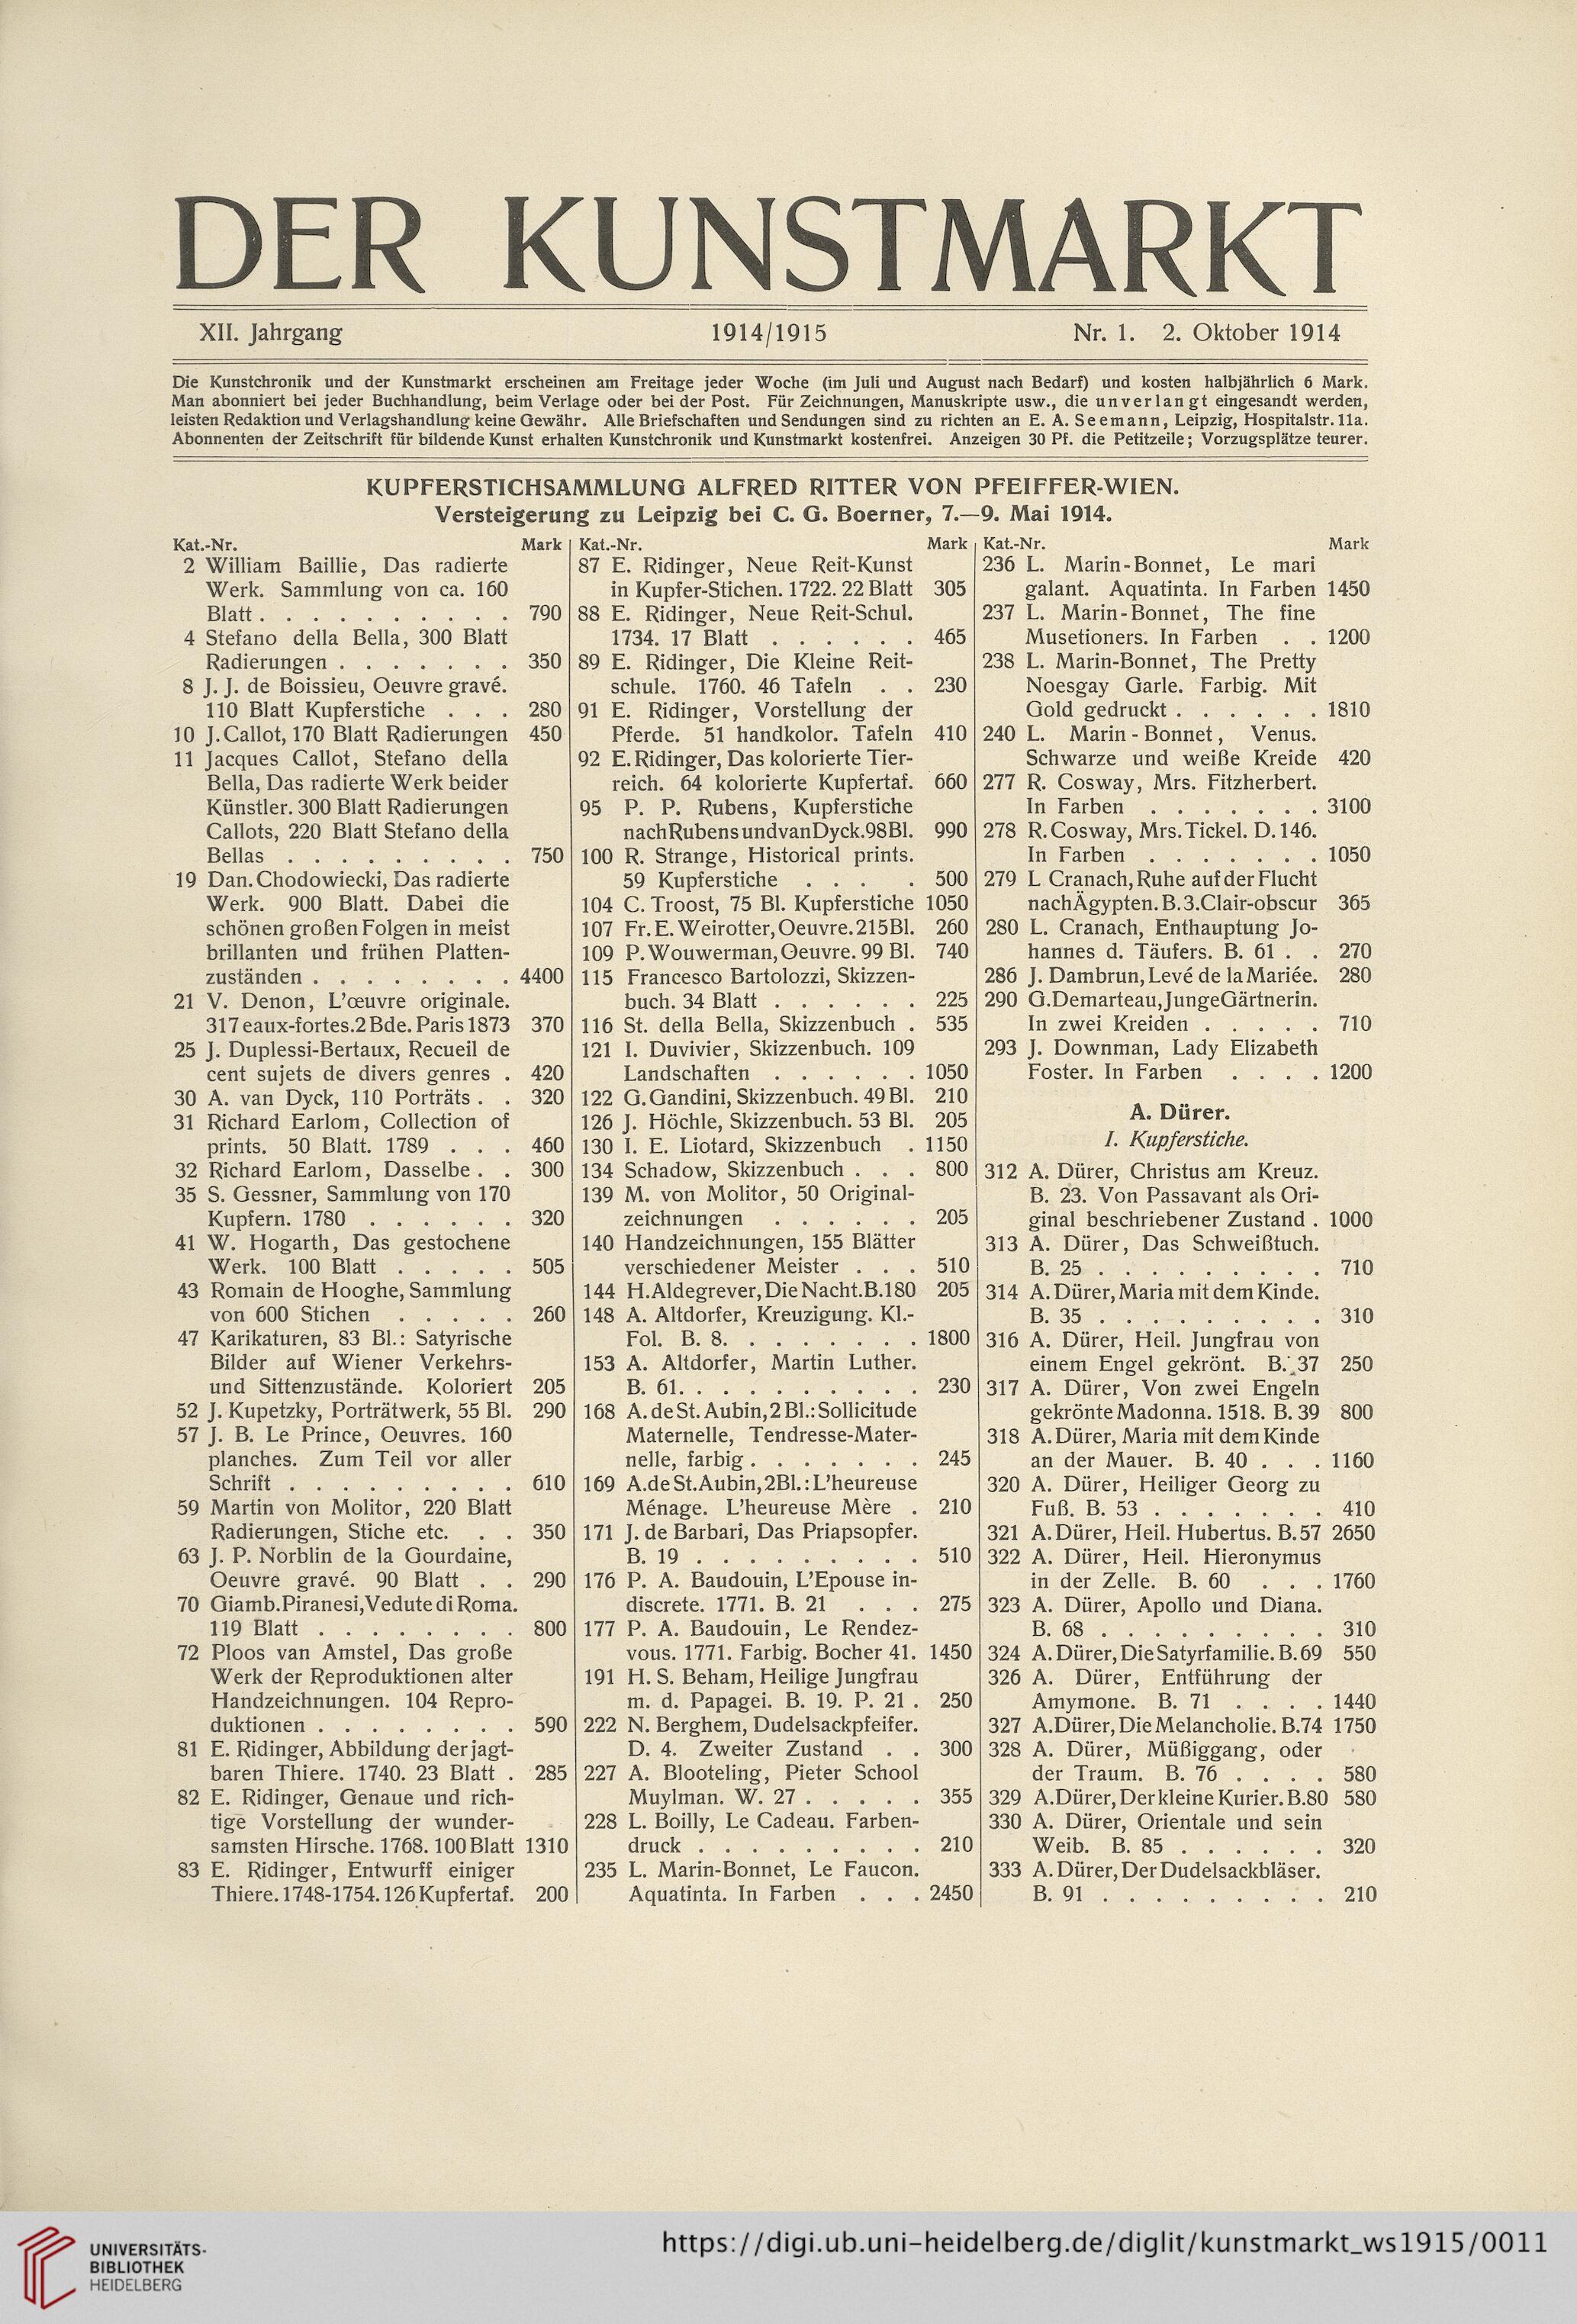 DER KUNSTMARKT
XII. Jahrgang 1914/1915 Nr. 1. 2. Oktober 1914
Die Kunstchronik und der Kunstmarkt erscheinen am Freitage jeder Woche (im Juli und August nach Bedarf) und kosten halbjährlich 6 Mark.
Man abonniert bei jeder Buchhandlung, beim Verlage oder bei der Post. Für Zeichnungen, Manuskripte usw., die unverlangt eingesandt werden,
leisten Redaktion und Verlagshandlung keine Gewähr. Alle Briefschaften und Sendungen sind zu richten an E. A. Seemann, Leipzig, Hospitalstr. 11a.
Abonnenten der Zeitschrift für bildende Kunst erhalten Kunstchronik und Kunstmarkt kostenfrei. Anzeigen 30 Pf. die Petitzeile; Vorzugsplätze teurer.
KUPFERSTICHSAMMLUNG ALFRED RITTER VON PFEIFFER-WIEN.
Versteigerung zu Leipzig bei C. G. Boerner, 7.—9. Mai 1914.
Kat.-Nr. Mark
2 William Baillie, Das radierte
Werk. Sammlung von ca. 160
Blatt . . . . . . . . . . 790
4 Stefano della Bella, 300 Blatt
Radierungen . . . . . . . 350
8 J. J. de Boissieu, Oeuvre gravé.
110 Blatt Kupferstiche . . . 280
10 J. Callot, 170 Blatt Radierungen 450
11 Jacques Callot, Stefano della
Bella, Das radierte Werk beider
Künstler. 300 Blatt Radierungen
Callots, 220 Blatt Stefano della
Bellas . . . . . . . . . 750
19 Dan. Chodowiecki, Das radierte
Werk. 900 Blatt. Dabei die
schönen großen Folgen in meist
brillanten und frühen Platten-
zuständen . . . . . . . . 4400
21 V. Denon, L'œuvre originale.
317 eaux-fortes. 2 Bde. Paris 1873 370
25 J. Duplessi-Bertaux, Recueil de
cent sujets de divers genres . 420
30 A. van Dyck, 110 Porträts . . 320
31 Richard Earlom, Collection of
prints. 50 Blatt. 1789 . . . 460
32 Richard Earlom, Dasselbe . . 300
35 S. Gessner, Sammlung von 170
Kupfern. 1780 . . . . . . 320
41 W. Hogarth, Das gestochene
Werk. 100 Blatt . . . . . 505
43 Romain de Hooghe, Sammlung
von 600 Stichen . . . . . 260
47 Karikaturen, 83 Bl.: Satyrische
Bilder auf Wiener Verkehrs-
und Sittenzustände. Koloriert 205
52 J. Kupetzky, Porträtwerk, 55 Bl. 290
57 J. B. Le Prince, Oeuvres. 160
planches. Zum Teil vor aller
Schrift . . . . . . . . . 610
59 Martin von Molitor, 220 Blatt
Radierungen, Stiche etc. . . 350
63 J. P. Norblin de la Gourdaine,
Oeuvre gravé. 90 Blatt . . 290
70 Giamb. Piranesi, Vedute di Roma.
119 Blatt . . . . . . . . 800
72 Ploos van Amstel, Das große
Werk der Reproduktionen alter
Handzeichnungen. 104 Repro-
duktionen . . . . . . . . 590
81 E. Ridinger, Abbildung der jagt-
baren Thiere. 1740. 23 Blatt . 285
82 E. Ridinger, Genaue und rich-
tige Vorstellung der wunder-
samsten Hirsche. 1768. 100 Blatt 1310
83 E. Ridinger, Entwurff einiger
Thiere. 1748-1754. 126 Kupfertaf. 200
Kat.-Nr. Mark
87 E. Ridinger, Neue Reit-Kunst
in Kupfer-Stichen. 1722. 22 Blatt 305
88 E. Ridinger, Neue Reit-Schul.
1734. 17 Blatt . . . . . . 465
89 E. Ridinger, Die Kleine Reit-
schule. 1760. 46 Tafeln . . 230
91 E. Ridinger, Vorstellung der
Pferde. 51 handkolor. Tafeln 410
92 E. Ridinger, Das kolorierte Tier-
reich. 64 kolorierte Kupfertaf. 660
95 P. P. Rubens, Kupferstiche
nach Rubens und van Dyck. 98 Bl. 990
100 R. Strange, Historical prints.
59 Kupferstiche . . . . 500
104 C. Troost, 75 Bl. Kupferstiche 1050
107 Fr. E. Weirotter, Oeuvre. 215 Bl. 260
109 P. Wouwerman, Oeuvre. 99 Bl. 740
115 Francesco Bartolozzi, Skizzen-
buch. 34 Blatt . . . . . . 225
116 St. della Bella, Skizzenbuch . 535
121 I. Duvivier, Skizzenbuch. 109
Landschaften . . . . . . 1050
122 G. Gandini, Skizzenbuch. 49 Bl. 210
126 J. Höchle, Skizzenbuch. 53 Bl. 205
130 I. E. Liotard, Skizzenbuch . 1150
134 Schadow, Skizzenbuch . . . 800
139 M. von Molitor, 50 Original-
zeichnungen . . . . . . 205
140 Handzeichnungen, 155 Blätter
verschiedener Meister . . . 510
144 H. Aldegrever, Die Nacht. B. 180 205
148 A. Altdorfer, Kreuzigung. Kl.-
Fol. B. 8. . . . . . . . 1800
153 A. Altdorfer, Martin Luther.
B. 61. . . . . . . . . . 230
168 A. de St. Aubin, 2 Bl.: Sollicitude
Maternelle, Tendresse-Mater-
nelle, farbig . . . . . . . 245
169 A. de St. Aubin, 2 Bl.: L'heureuse
Ménage. L'heureuse Mère . 210
171 J. de Barbari, Das Priapsopfer.
B. 19 . . . . . . . . . 510
176 P. A. Baudouin, L'Epouse in-
discrete. 1771. B. 21 . . . 275
177 P. A. Baudouin, Le Rendez-
vous. 1771. Farbig. Bocher 41. 1450
191 H. S. Beham, Heilige Jungfrau
m. d. Papagei. B. 19. P. 21 . 250
222 N. Berghem, Dudelsackpfeifer.
D. 4. Zweiter Zustand . . 300
227 A. Blooteling, Pieter School
Muylman. W. 27 . . . . . 355
228 L. Boilly, Le Cadeau. Farben-
druck . . . . . . . . . 210
235 L. Marin-Bonnet, Le Faucon.
Aquatinta. In Farben . . . 2450
Kat.-Nr. Mark
236 L. Marin-Bonnet, Le mari
galant. Aquatinta. In Farben 1450
237 L. Marin-Bonnet, The fine
Musetioners. In Farben . . 1200
238 L. Marin-Bonnet, The Pretty
Noesgay Garle. Farbig. Mit
Gold gedruckt . . . . . . 1810
240 L. Marin-Bonnet, Venus.
Schwarze und weiße Kreide 420
277 R. Cosway, Mrs. Fitzherbert.
In Farben . . . . . . . 3100
278 R. Cosway, Mrs. Tickel. D. 146.
In Farben . . . . . . . 1050
279 L Cranach, Ruhe auf der Flucht
nach Ägypten. B. 3. Clair-obscur 365
280 L. Cranach, Enthauptung Jo-
hannes d. Täufers. B. 61 . . 270
286 J. Dambrun, Levé de la Mariée. 280
290 G. Demarteau, Junge Gärtnerin.
In zwei Kreiden . . . . . 710
293 J. Downman, Lady Elizabeth
Foster. In Farben . . . . 1200
A. Dürer.
I. Kupferstiche.
312 A. Dürer, Christus am Kreuz.
B. 23. Von Passavant als Ori-
ginal beschriebener Zustand . 1000
313 A. Dürer, Das Schweißtuch.
B. 25 . . . . . . . . . 710
314 A. Dürer, Maria mit dem Kinde.
B. 35 . . . . . . . . . 310
316 A. Dürer, Heil. Jungfrau von
einem Engel gekrönt. B. 37 250
317 A. Dürer, Von zwei Engeln
gekrönte Madonna. 1518. B. 39 800
318 A. Dürer, Maria mit dem Kinde
an der Mauer. B. 40 . . . 1160
320 A. Dürer, Heiliger Georg zu
Fuß. B. 53 . . . . . . . 410
321 A. Dürer, Heil. Hubertus. B. 57 2650
322 A. Dürer, Heil. Hieronymus
in der Zelle. B. 60 . . . 1760
323 A. Dürer, Apollo und Diana.
B. 68 . . . . . . . . . 310
324 A. Dürer, Die Satyrfamilie. B. 69 550
326 A. Dürer, Entführung der
Amymone. B. 71 . . . . 1440
327 A. Dürer, Die Melancholie. B. 74 1750
328 A. Dürer, Müßiggang, oder
der Traum. B. 76 . . . . 580
329 A. Dürer, Der kleine Kurier. B. 80 580
330 A. Dürer, Orientale und sein
Weib. B. 85 . . . . . . 320
333 A. Dürer, Der Dudelsackbläser.
B. 91 . . . . . . . . . 210
UNIVERSITÄTS-
BIBLIOTHEK
HEIDELBERG
https://digi.ub.uni-heidelberg.de/diglit/kunstmarkt_ws1915/0011